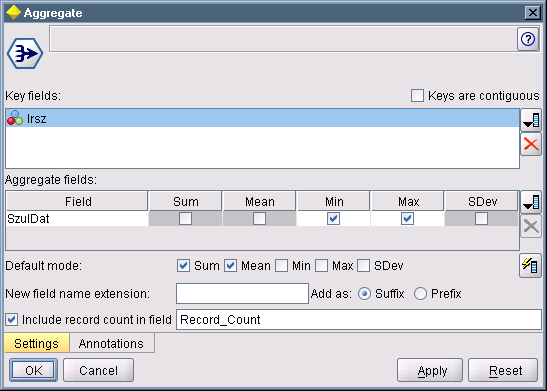 Aggregate
Key fields:
Keys are contiguous
Irsz
Aggregate fields:
Field Sum Mean Min Max SDev
SzulDat
Default mode: Sum Mean Min Max SDev
New field name extension: Add as: Suffix Prefix
Include record count in field Record_Count
Settings Annotations
OK Cancel Apply Reset